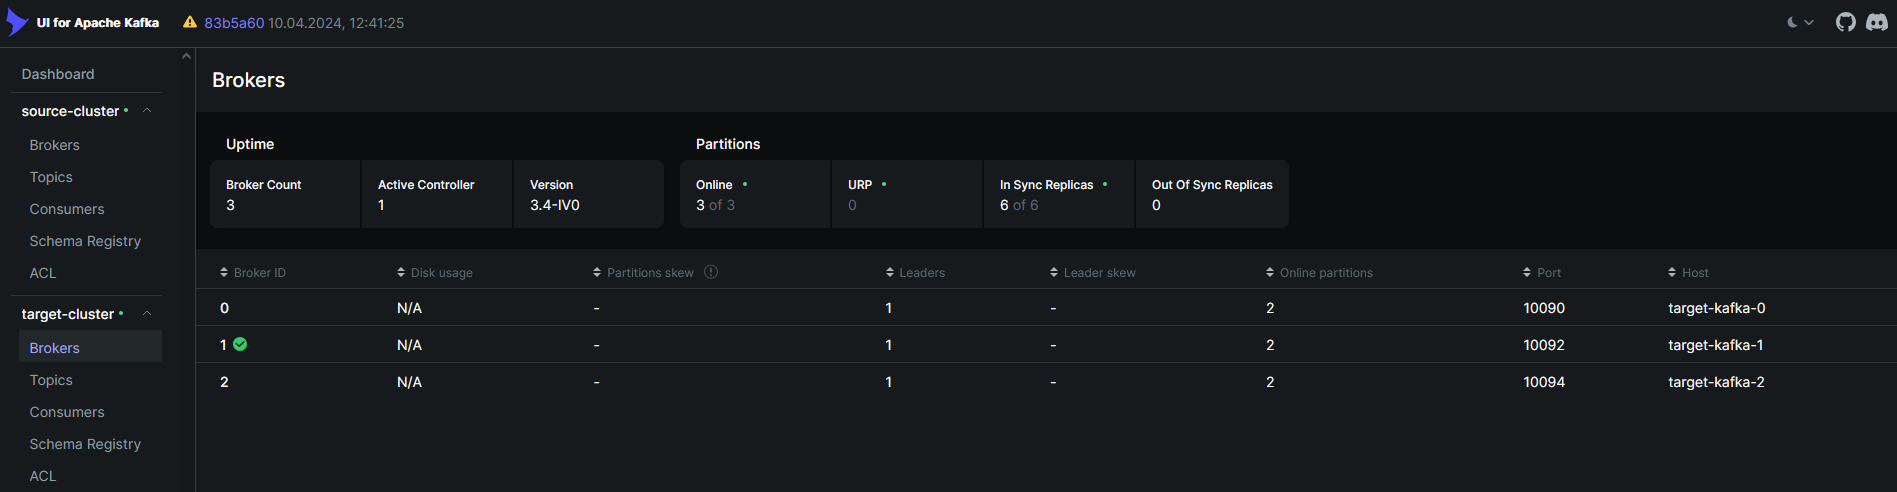 UI for Apache Kafka 83b5a60 10.04.2024, 12:41:25
Dashboard
source-cluster
Brokers
Topics
Consumers
Schema Registry
ACL
target-cluster
Brokers
Topics
Consumers
Schema Registry
ACL
Brokers
Uptime
Broker Count Active Controller Version
3 1 3.4-IV0
Partitions
Online URP In Sync Replicas Out Of Sync Replicas
3 of 3 0 6 of 6 0
Broker ID Disk usage Partitions skew Leaders Leader skew Online partitions Port Host
0 N/A - 1 - 2 10090 target-kafka-0
1 N/A - 1 - 2 10092 target-kafka-1
2 N/A - 1 - 2 10094 target-kafka-2